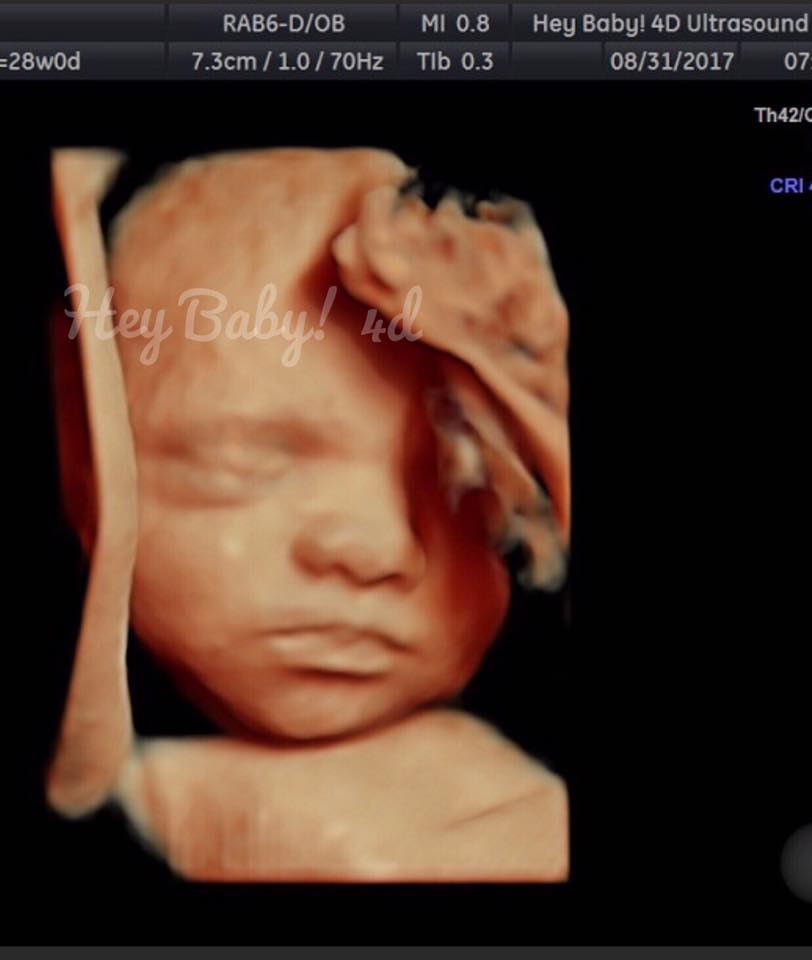 RAB6-D/OB MI 0.8 Hey Baby! 4D Ultrasound
=28w0d 7.3cm / 1.0 / 70Hz TIb 0.3 08/31/2017 07:
Th42/
CRI
Hey Baby! 4d